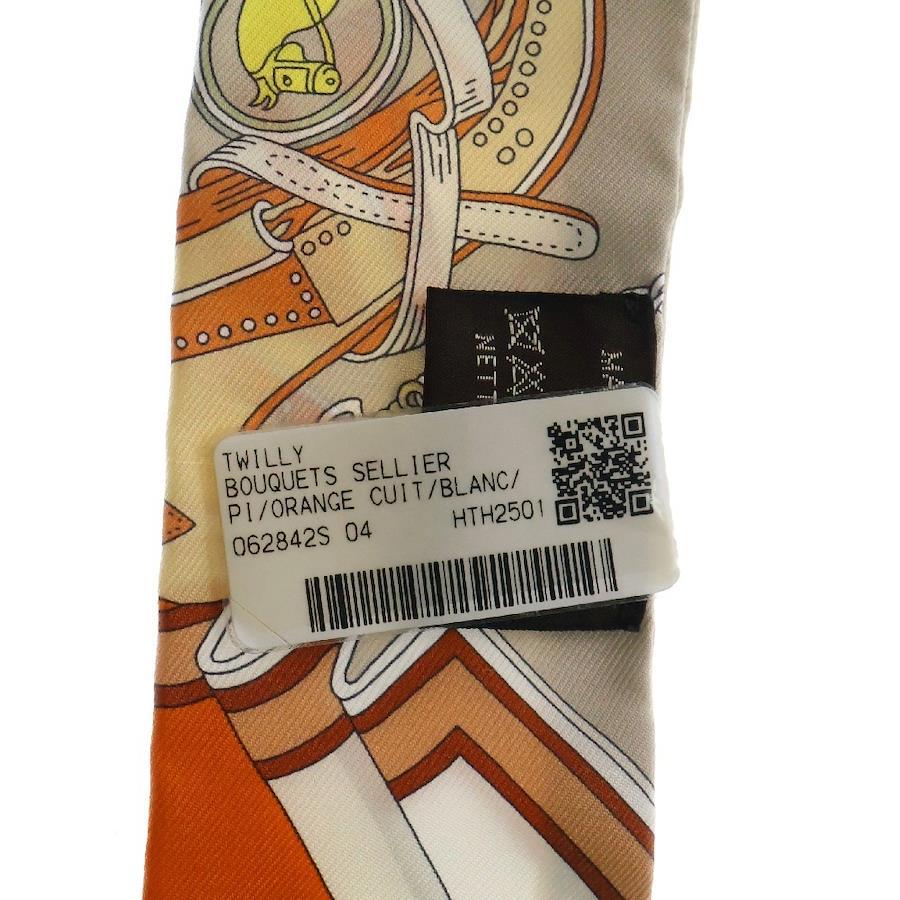 TWILLY
BOUQUETS SELLIER
PI/ORANGE CUIT/BLANC/
062842S 04 HTH2501